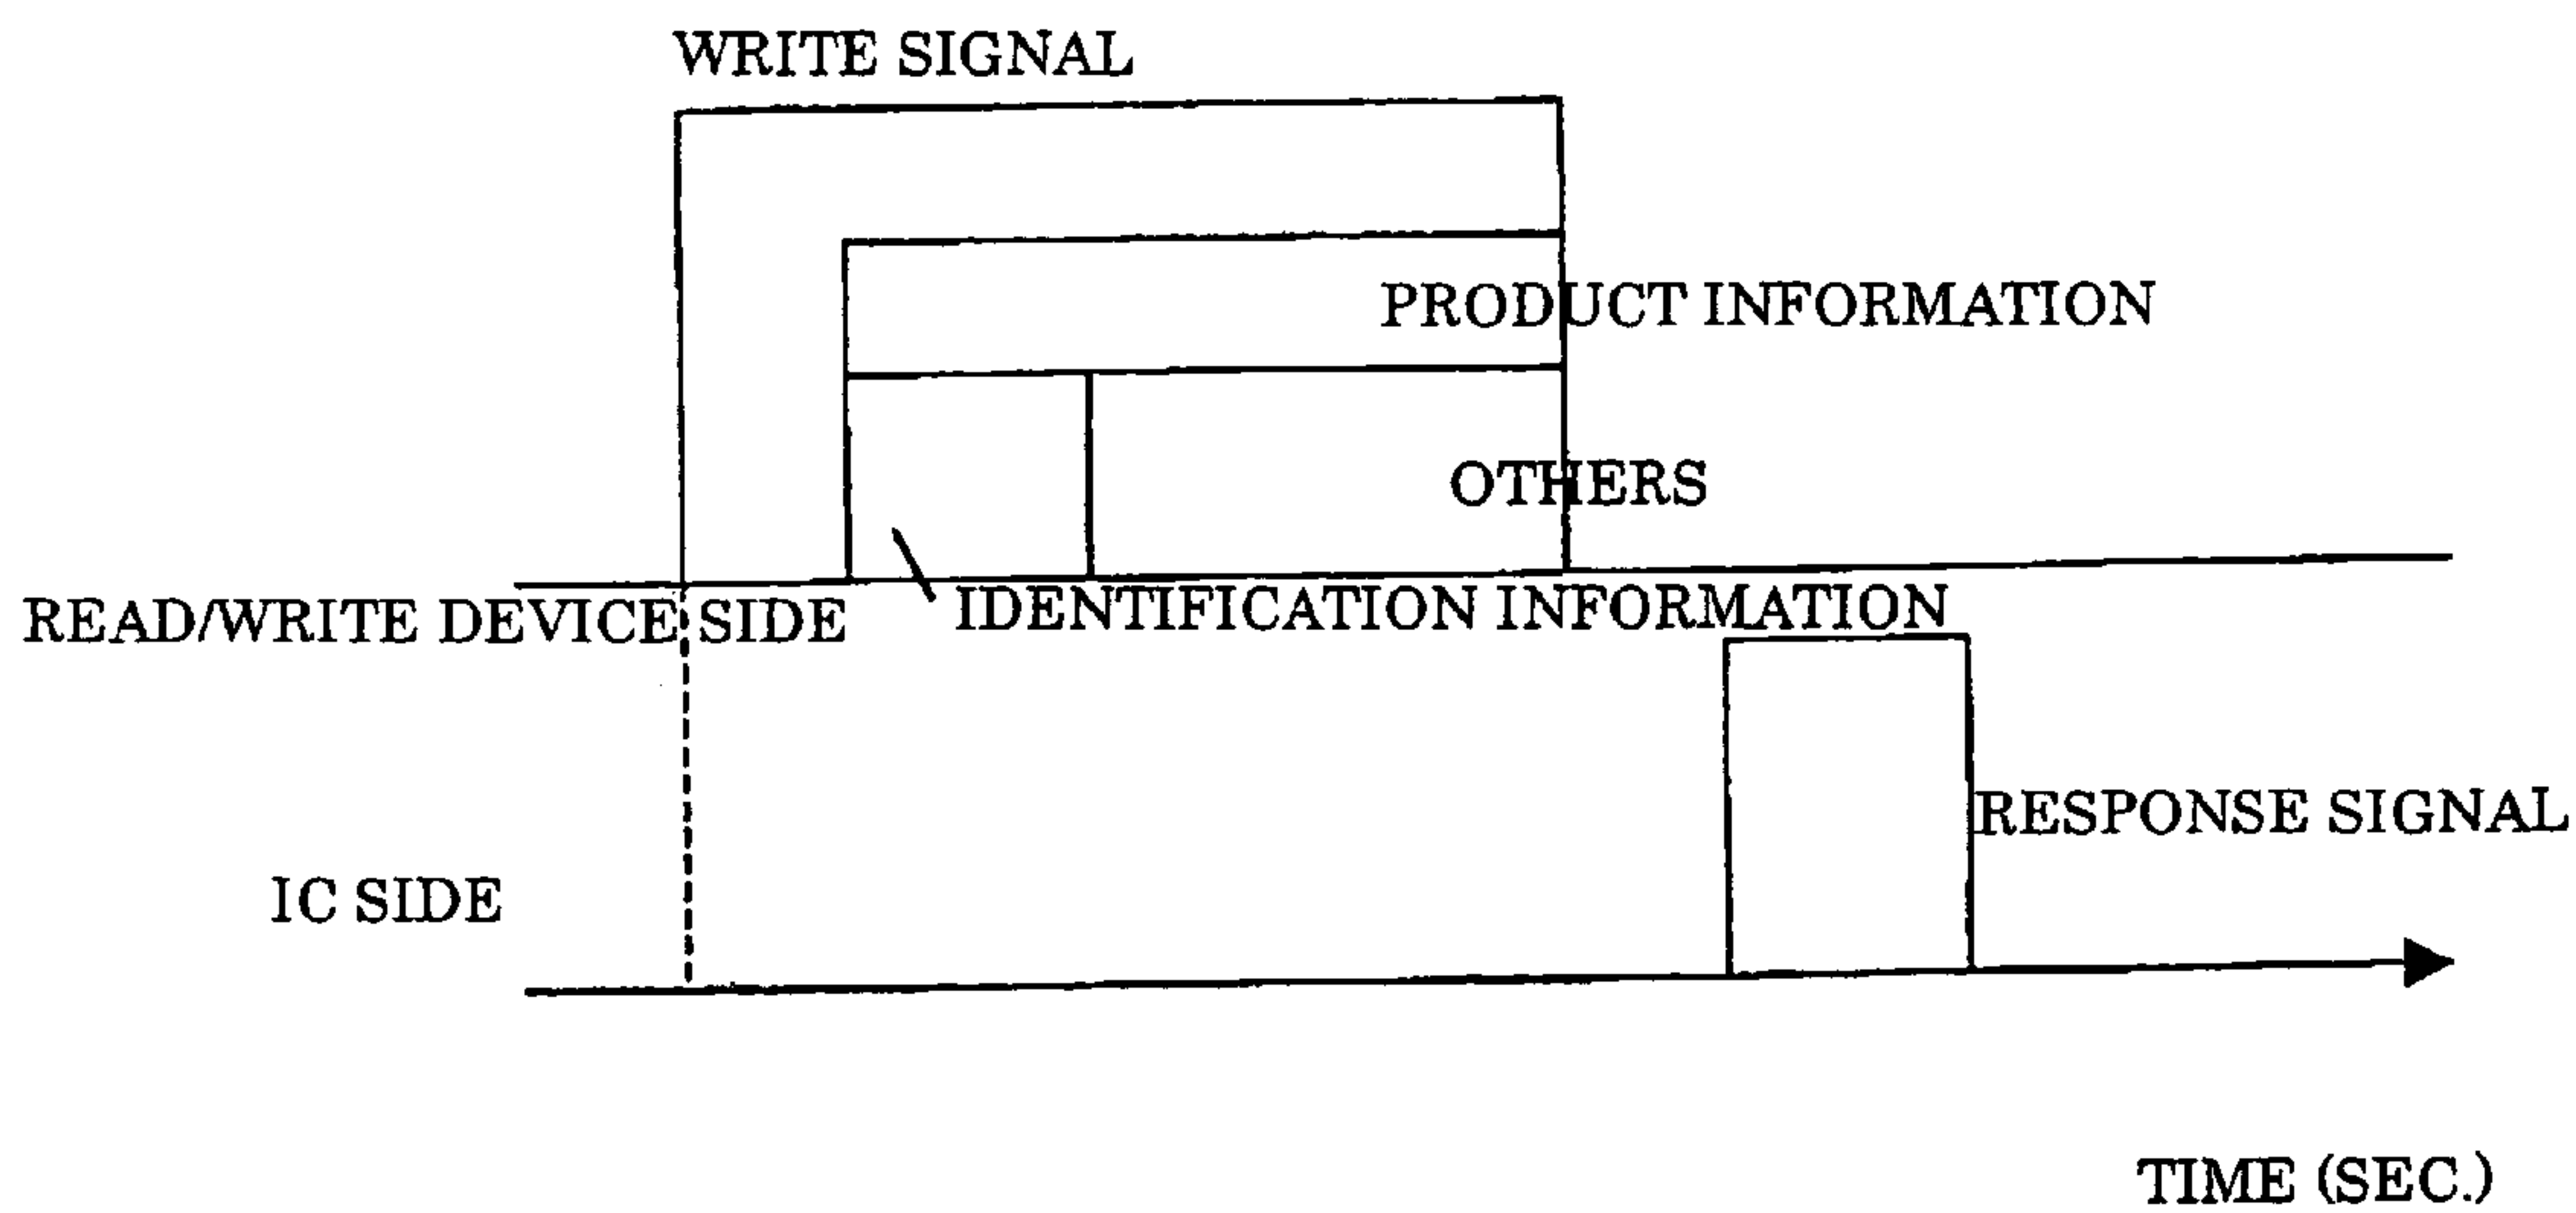 WRITE SIGNAL
PRODUCT INFORMATION
OTHERS
READ/WRITE DEVICE SIDE
IDENTIFICATION INFORMATION
RESPONSE SIGNAL
IC SIDE
TIME (SEC.)